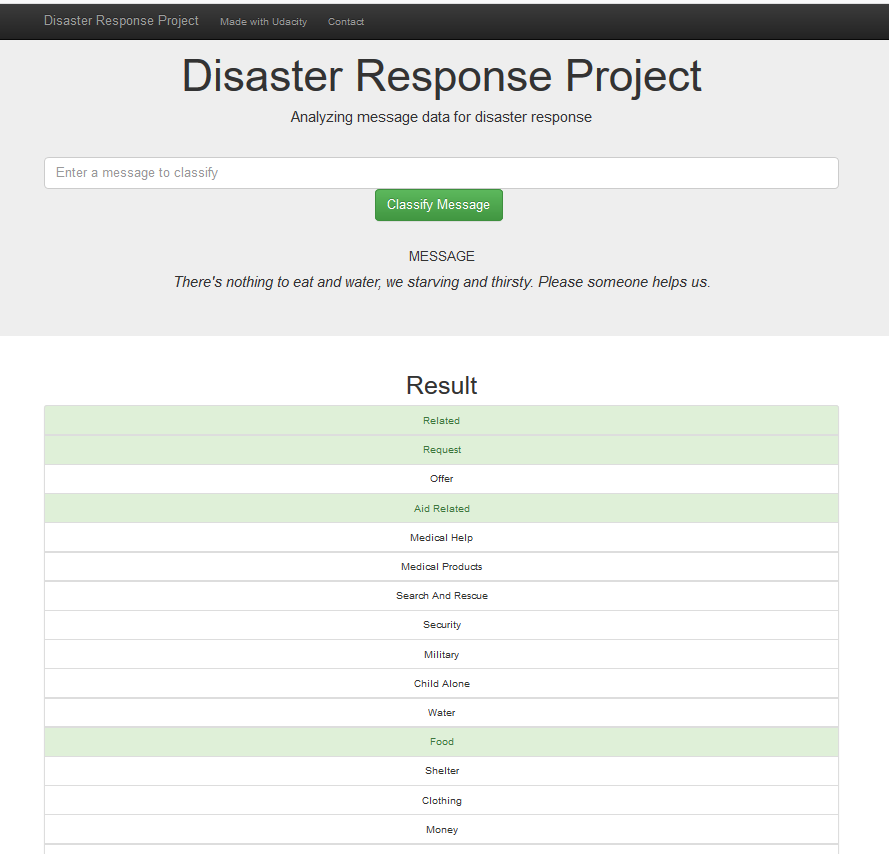 Disaster Response Project Made with Udacity Contact
Disaster Response Project
Analyzing message data for disaster response
Enter a message to classify
Classify Message
MESSAGE
There's nothing to eat and water, we starving and thirsty. Please someone helps us.
Result
Related
Request
Offer
Aid Related
Medical Help
Medical Products
Search And Rescue
Security
Military
Child Alone
Water
Food
Shelter
Clothing
Money